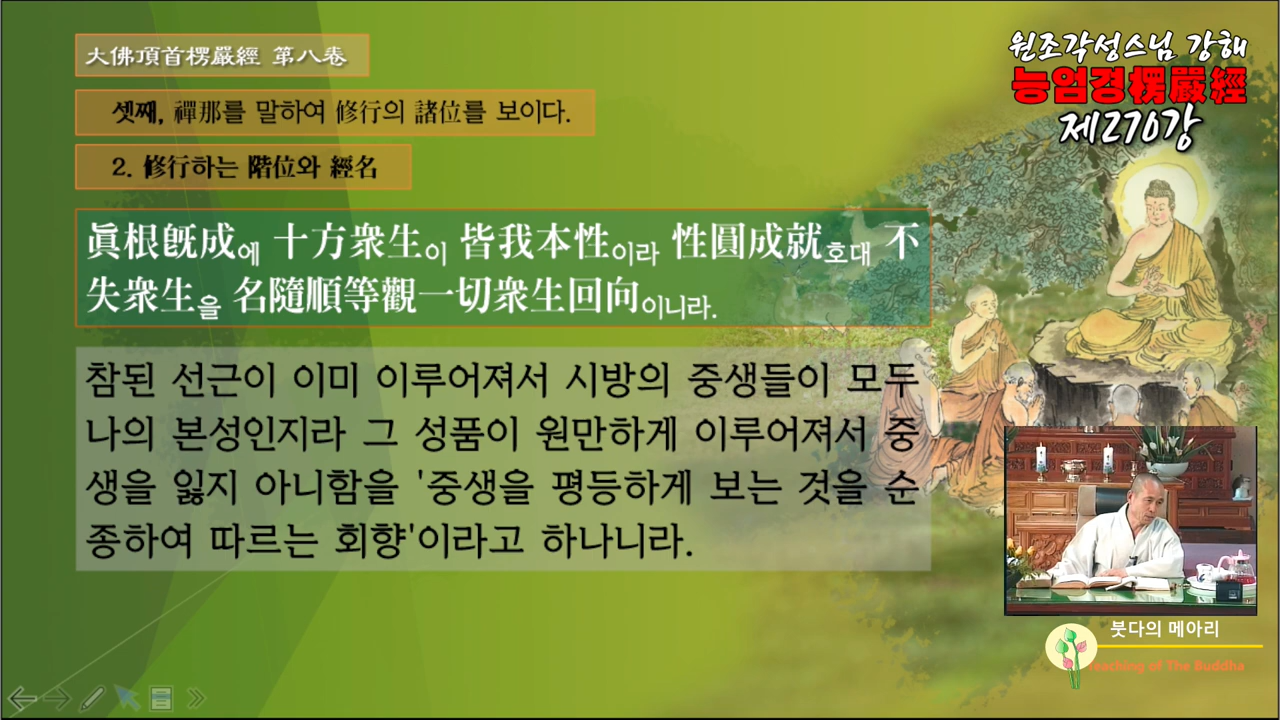 大佛頂首楞嚴經 第八卷
셋째, 禪那를 말하여 修行의 諸位를 보이다.
2. 修行하는 階位와 經名
眞根旣成에 十方衆生이 皆我本性이라 性圓成就호대 不
失衆生을 名隨順等觀一切衆生回向이니라.
참된 선근이 이미 이루어져서 시방의 중생들이 모두
나의 본성인지라 그 성품이 원만하게 이루어져서 중
생을 잃지 아니함을 '중생을 평등하게 보는 것을 순
종하여 따르는 회향'이라고 하나니라.
원조각성스님 강해
능엄경楞嚴經
제270강
붓다의 메아리
Teaching of The Buddha